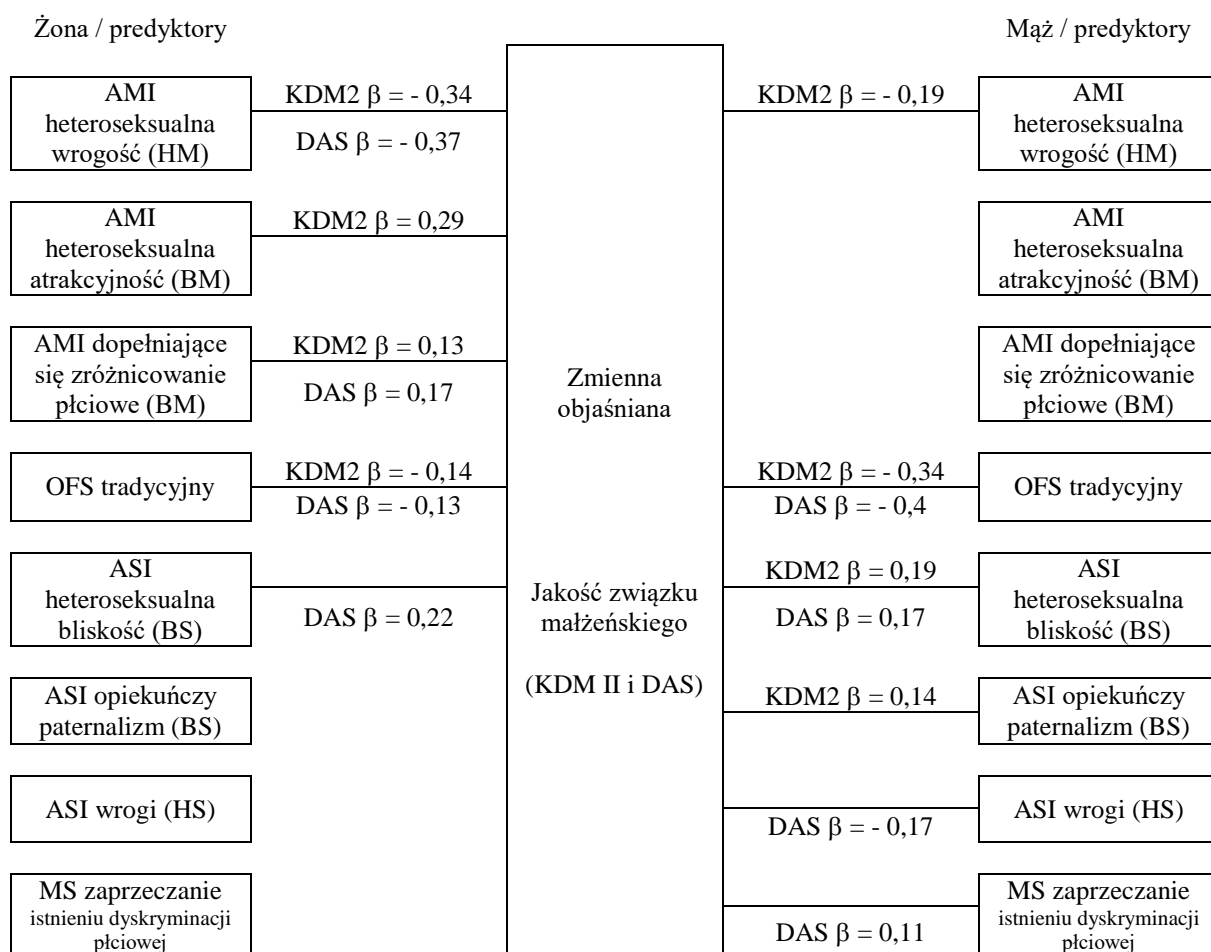 Żona / predyktory
Mąż / predyktory
AMI
heteroseksualna
wrogość (HM)
KDM2 β = - 0,34
DAS β = - 0,37
KDM2 β = - 0,19
AMI
heteroseksualna
wrogość (HM)
AMI
heteroseksualna
atrakcyjność (BM)
KDM2 β = 0,29
AMI
heteroseksualna
atrakcyjność (BM)
AMI dopełniające
się zróżnicowanie
płciowe (BM)
KDM2 β = 0,13
DAS β = 0,17
Zmienna
objaśniana
AMI dopełniające
się zróżnicowanie
płciowe (BM)
OFS tradycyjny
KDM2 β = - 0,14
DAS β = - 0,13
KDM2 β = - 0,34
DAS β = - 0,4
OFS tradycyjny
ASI
heteroseksualna
bliskość (BS)
DAS β = 0,22
Jakość związku
małżeńskiego
(KDM II i DAS)
KDM2 β = 0,19
DAS β = 0,17
ASI
heteroseksualna
bliskość (BS)
ASI opiekuńczy
paternalizm (BS)
KDM2 β = 0,14
ASI opiekuńczy
paternalizm (BS)
ASI wrogi (HS)
DAS β = - 0,17
ASI wrogi (HS)
MS zaprzeczanie
istnieniu dyskryminacji
płciowej
DAS β = 0,11
MS zaprzeczanie
istnieniu dyskryminacji
płciowej